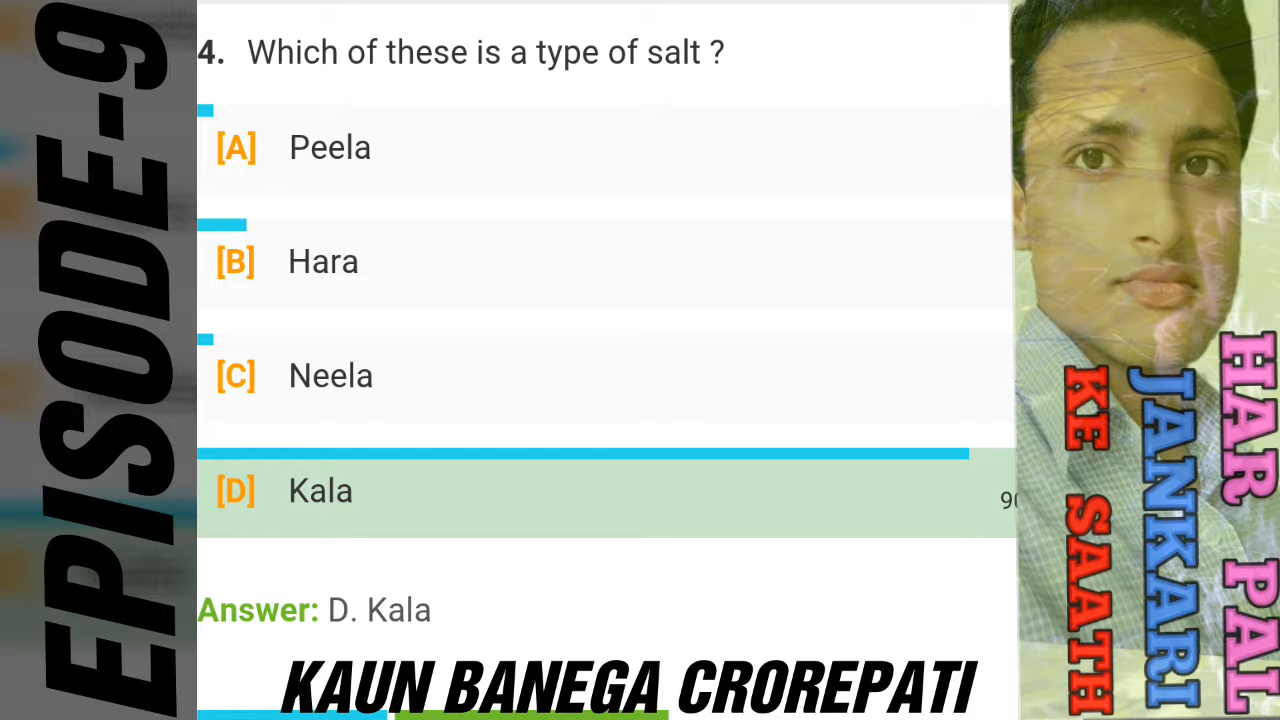 EPISODE-9
4. Which of these is a type of salt ?
[A] Peela
[B] Hara
[C] Neela
[D] Kala
90
Answer: D. Kala
KAUN BANEGA CROREPATI
HAR PAL
JANKARI
KE SAATH